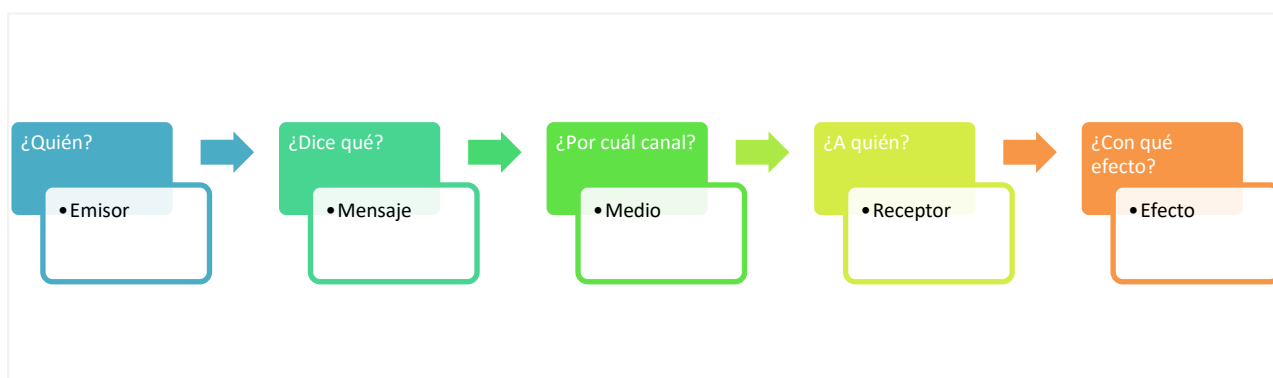 ¿Quién?
•Emisor
¿Dice qué?
•Mensaje
¿Por cuál canal?
•Medio
¿A quién?
•Receptor
¿Con qué
efecto?
•Efecto